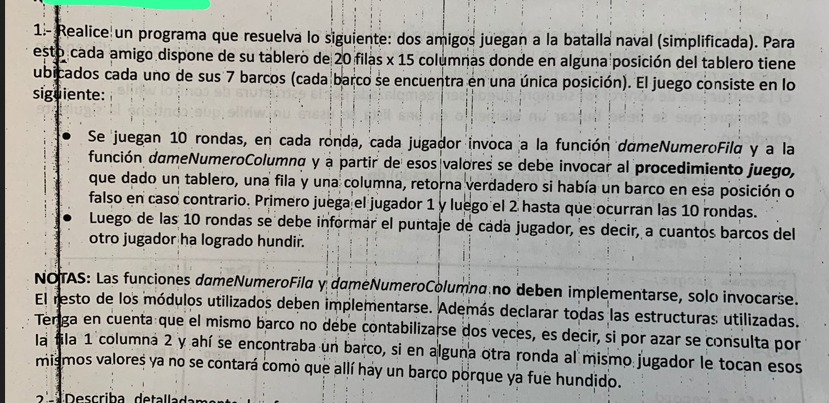 1.- Realice un programa que resuelva lo siguiente: dos amigos juegan a la batalla naval (simplificada). Para
esto cada amigo dispone de su tablero de 20 filas x 15 columnas donde en alguna posición del tablero tiene
ubicados cada uno de sus 7 barcos (cada barco se encuentra en una única posición). El juego consiste en lo
siguiente:
• Se juegan 10 rondas, en cada ronda, cada jugador invoca a la función dameNumeroFila y a la
función dameNumeroColumna y a partir de esos valores se debe invocar al procedimiento juego,
que dado un tablero, una fila y una columna, retorna verdadero si había un barco en esa posición o
falso en caso contrario. Primero juega el jugador 1 y luego el 2 hasta que ocurran las 10 rondas.
• Luego de las 10 rondas se debe informar el puntaje de cada jugador, es decir, a cuantos barcos del
otro jugador ha logrado hundir.
NOTAS: Las funciones dameNumeroFila y dameNumeroColumna no deben implementarse, solo invocarse.
El resto de los módulos utilizados deben implementarse. Además declarar todas las estructuras utilizadas.
Tenga en cuenta que el mismo barco no debe contabilizarse dos veces, es decir, si por azar se consulta por
la fila 1 columna 2 y ahí se encontraba un barco, si en alguna otra ronda al mismo jugador le tocan esos
mismos valores ya no se contará como que allí hay un barco porque ya fue hundido.
2.- Describa detalladamente